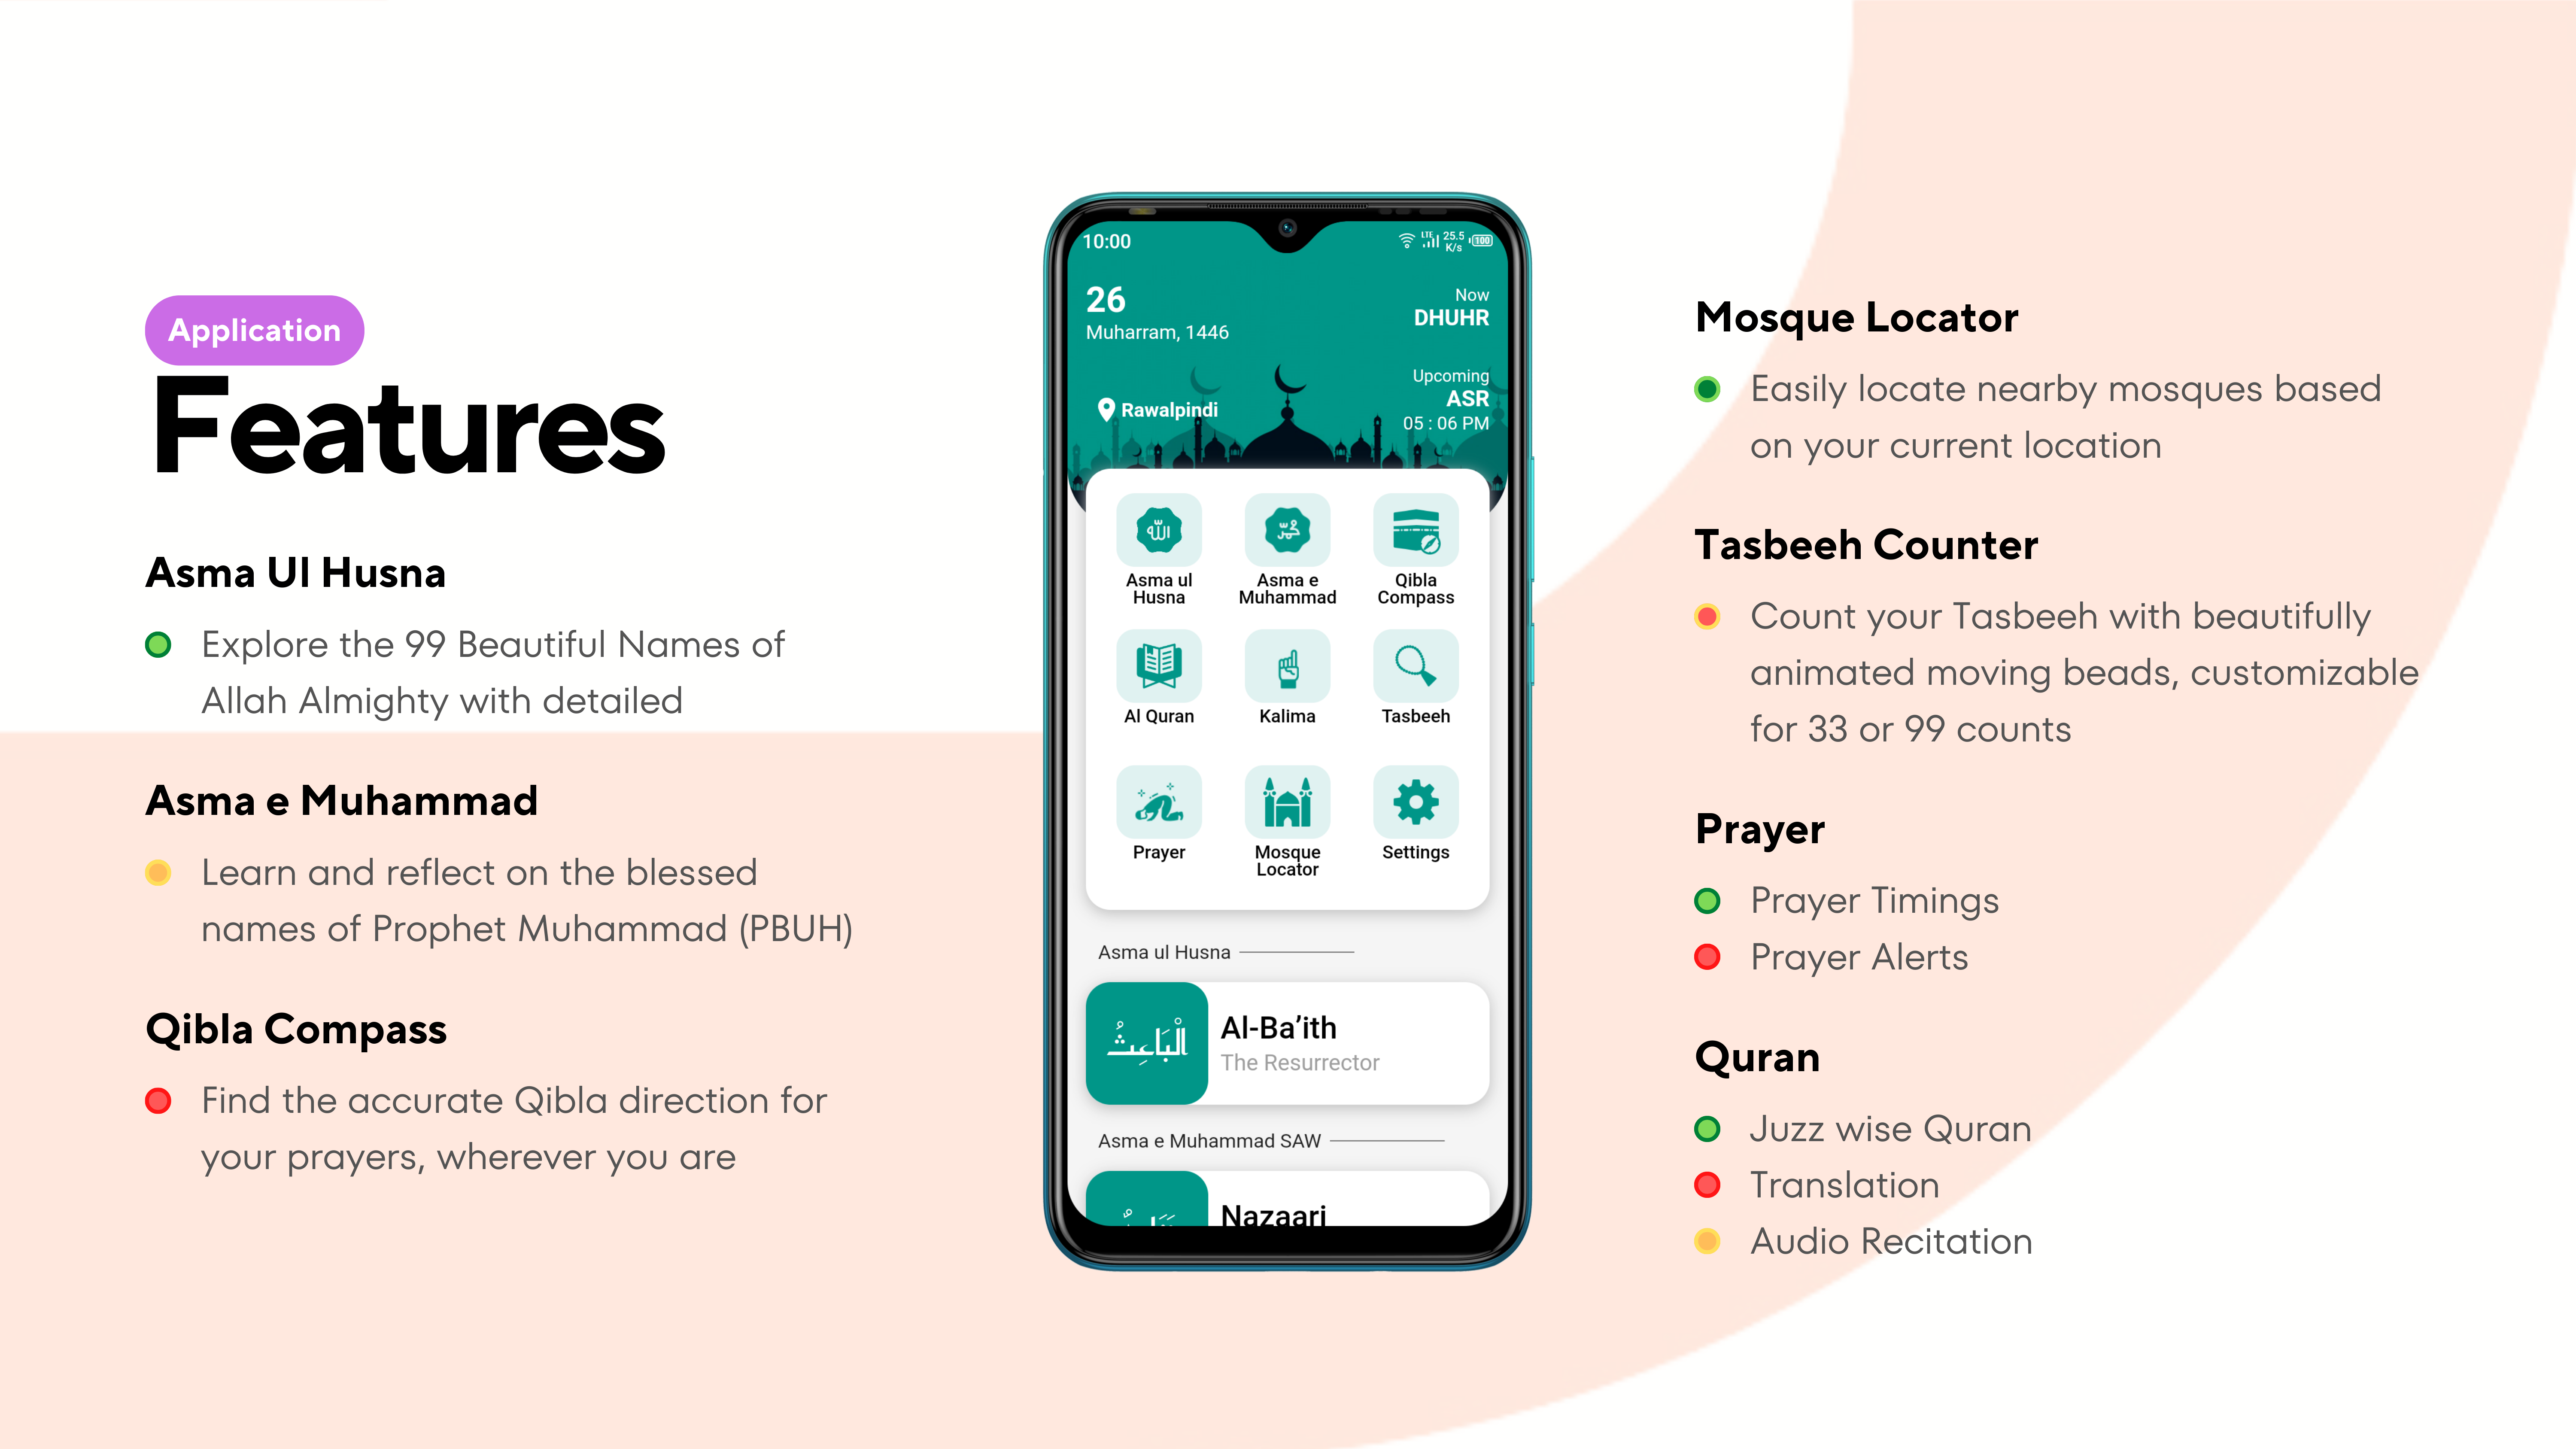 Application
Features
Asma Ul Husna
Explore the 99 Beautiful Names of
Allah Almighty with detailed
Asma e Muhammad
Learn and reflect on the blessed
names of Prophet Muhammad (PBUH)
Qibla Compass
Find the accurate Qibla direction for
your prayers, wherever you are
10:00
LTE 25.5 K/s 100
26
Muharram, 1446
Now
DHUHR
Rawalpindi
Upcoming
ASR
05 : 06 PM
الله
محمد
Asma ul
Husna
Asma e
Muhammad
Qibla
Compass
Al Quran
Kalima
Tasbeeh
Prayer
Mosque
Locator
Settings
Asma ul Husna
الْبَاعِثُ
Al-Ba’ith
The Resurrector
Asma e Muhammad SAW
Nazaari
Mosque Locator
Easily locate nearby mosques based
on your current location
Tasbeeh Counter
Count your Tasbeeh with beautifully
animated moving beads, customizable
for 33 or 99 counts
Prayer
Prayer Timings
Prayer Alerts
Quran
Juzz wise Quran
Translation
Audio Recitation